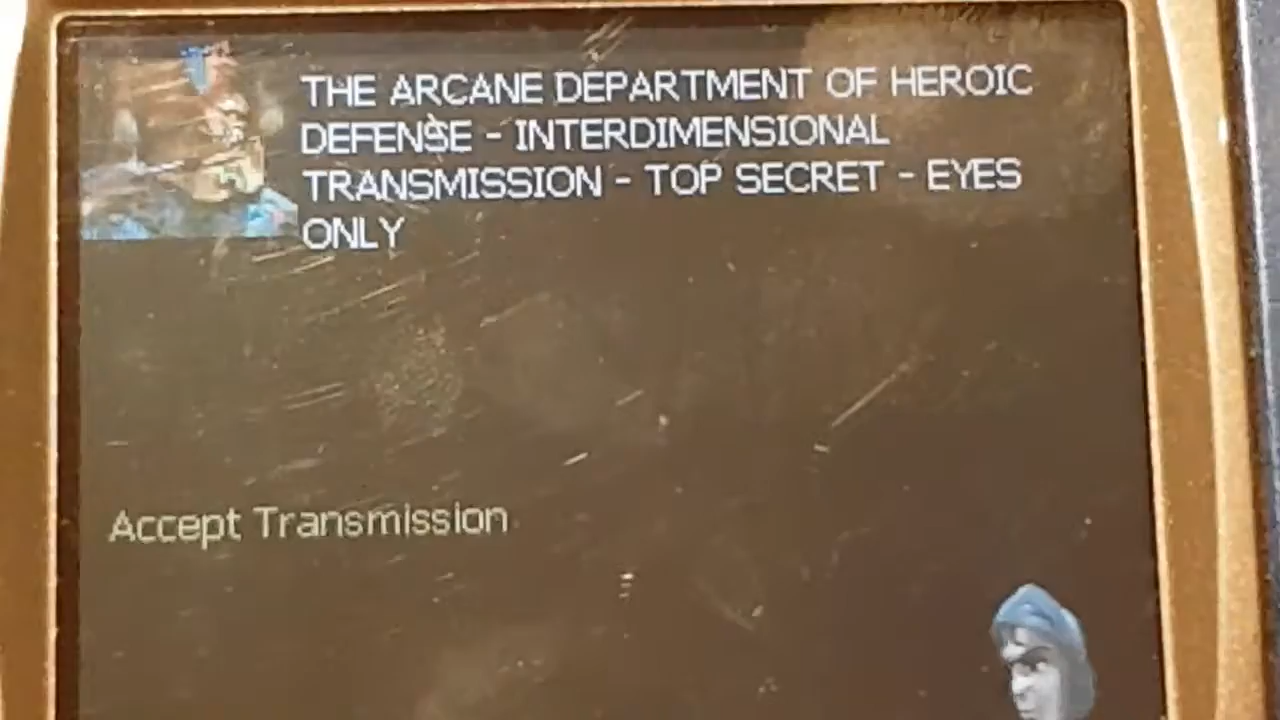 THE ARCANE DEPARTMENT OF HEROIC
DEFENSE - INTERDIMENSIONAL
TRANSMISSION - TOP SECRET - EYES
ONLY
Accept Transmission